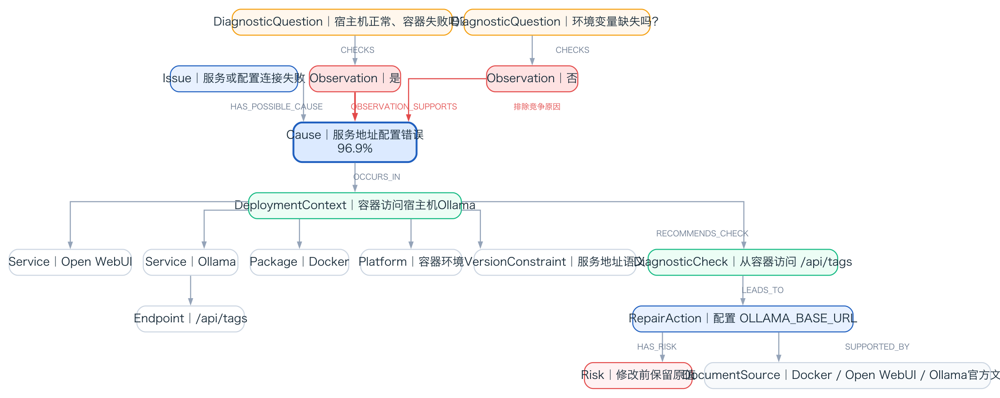 DiagnosticQuestion｜宿主机正常、容器失败吗?
DiagnosticQuestion｜环境变量缺失吗?
CHECKS
CHECKS
Issue｜服务或配置连接失败
Observation｜是
Observation｜否
HAS_POSSIBLE_CAUSE
OBSERVATION_SUPPORTS
排除竞争原因
Cause｜服务地址配置错误
96.9%
OCCURS_IN
DeploymentContext｜容器访问宿主机Ollama
RECOMMENDS_CHECK
Service｜Open WebUI
Service｜Ollama
Package｜Docker
Platform｜容器环境
VersionConstraint｜服务地址语义
DiagnosticCheck｜从容器访问 /api/tags
LEADS_TO
Endpoint｜/api/tags
RepairAction｜配置 OLLAMA_BASE_URL
HAS_RISK
SUPPORTED_BY
Risk｜修改前保留原值
DocumentSource｜Docker / Open WebUI / Ollama官方文